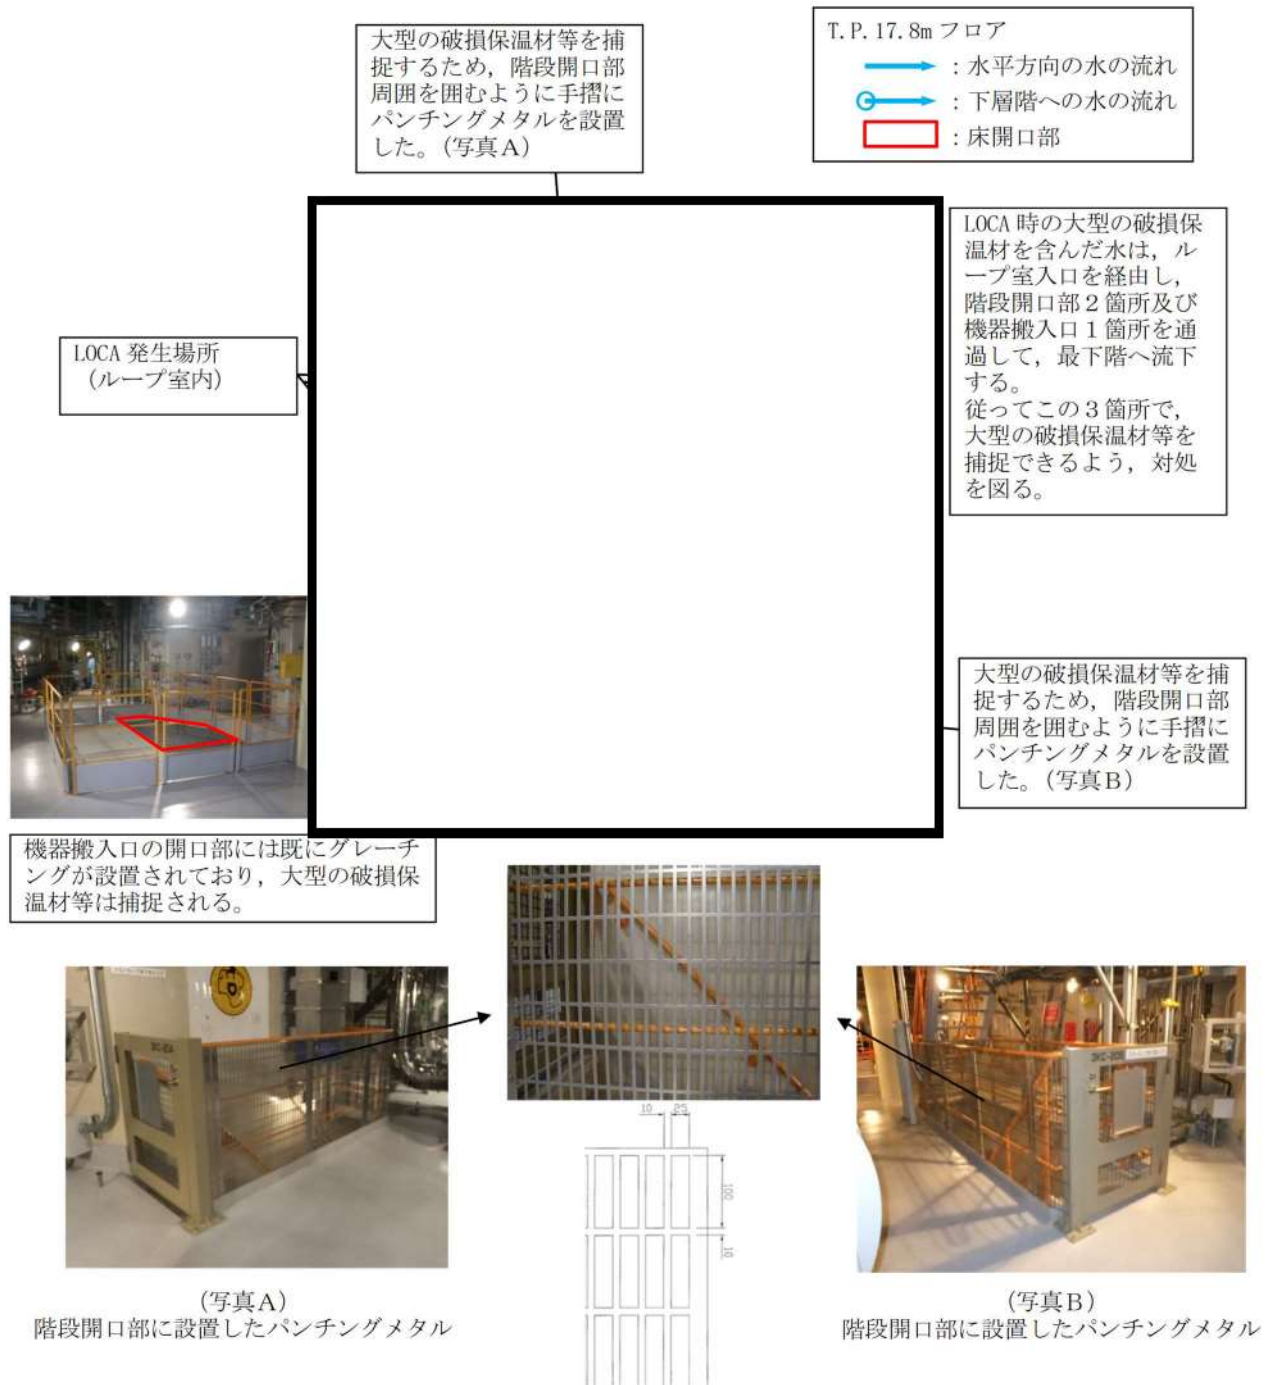 大型の破損保温材等を捕
捉するため，階段開口部
周囲を囲むように手摺に
パンチングメタルを設置
した。（写真Ａ）
T.P.17.8m フロア
：水平方向の水の流れ
：下層階への水の流れ
：床開口部
LOCA 時の大型の破損保
温材を含んだ水は，ル
ープ室入口を経由し，
階段開口部２箇所及び
機器搬入口１箇所を通
過して，最下階へ流下
する。
従ってこの３箇所で，
大型の破損保温材等を
捕捉できるよう，対処
を図る。
LOCA 発生場所
（ループ室内）
大型の破損保温材等を捕
捉するため，階段開口部
周囲を囲むように手摺に
パンチングメタルを設置
した。（写真Ｂ）
機器搬入口の開口部には既にグレーチ
ングが設置されており，大型の破損保
温材等は捕捉される。
10 25
100
10
（写真Ａ）
階段開口部に設置したパンチングメタル
（写真Ｂ）
階段開口部に設置したパンチングメタル